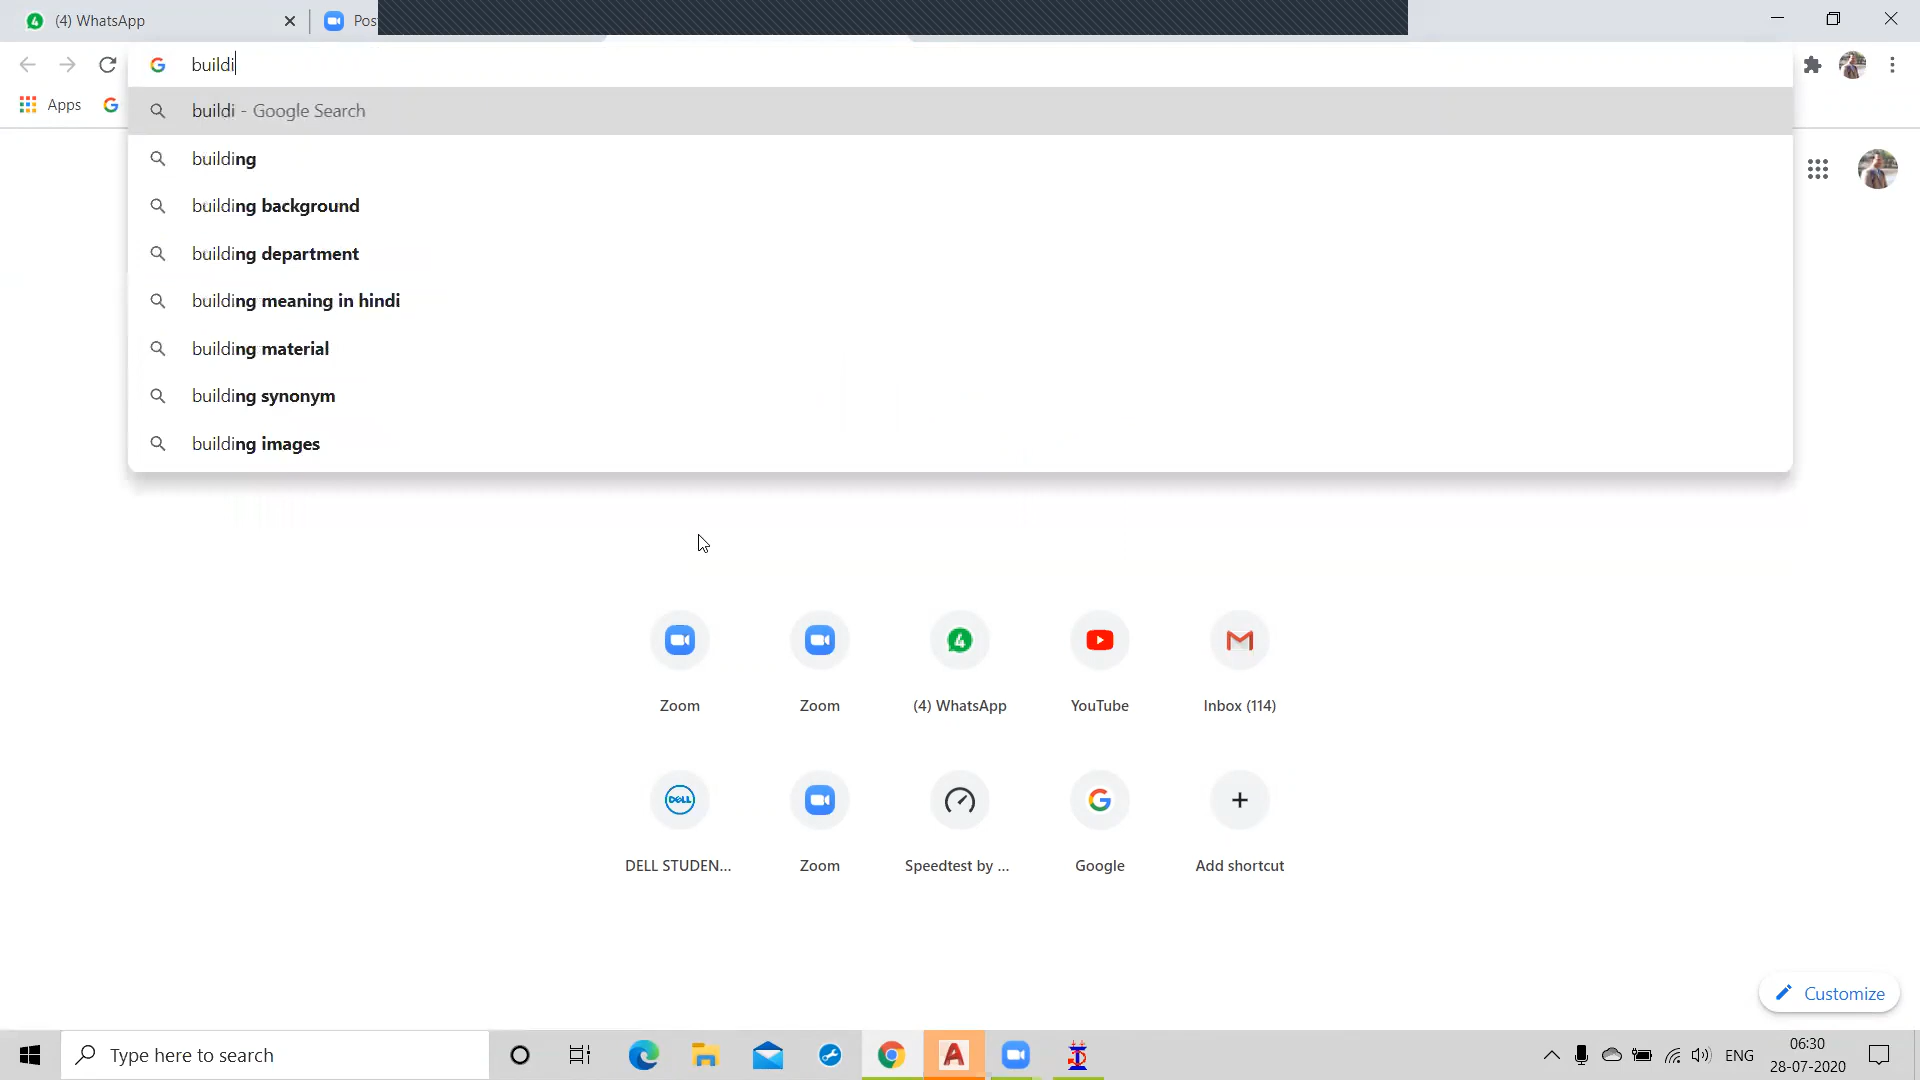 (4) WhatsApp
Pos
buildi
Apps
buildi - Google Search
building
building background
building department
building meaning in hindi
building material
building synonym
building images
Zoom
Zoom
(4) WhatsApp
YouTube
Inbox (114)
DELL
DELL STUDEN...
Zoom
Speedtest by ...
Google
Add shortcut
Customize
Type here to search
ENG
06:30
28-07-2020